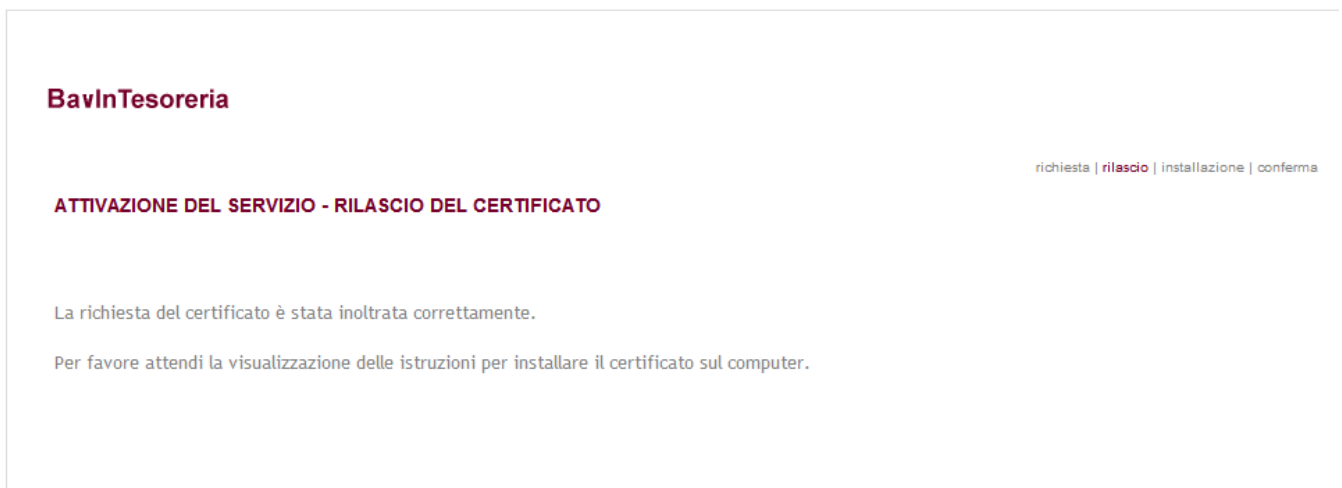 BavInTesoreria
richiesta | rilascio | installazione | conferma
ATTIVAZIONE DEL SERVIZIO - RILASCIO DEL CERTIFICATO
La richiesta del certificato è stata inoltrata correttamente.
Per favore attendi la visualizzazione delle istruzioni per installare il certificato sul computer.